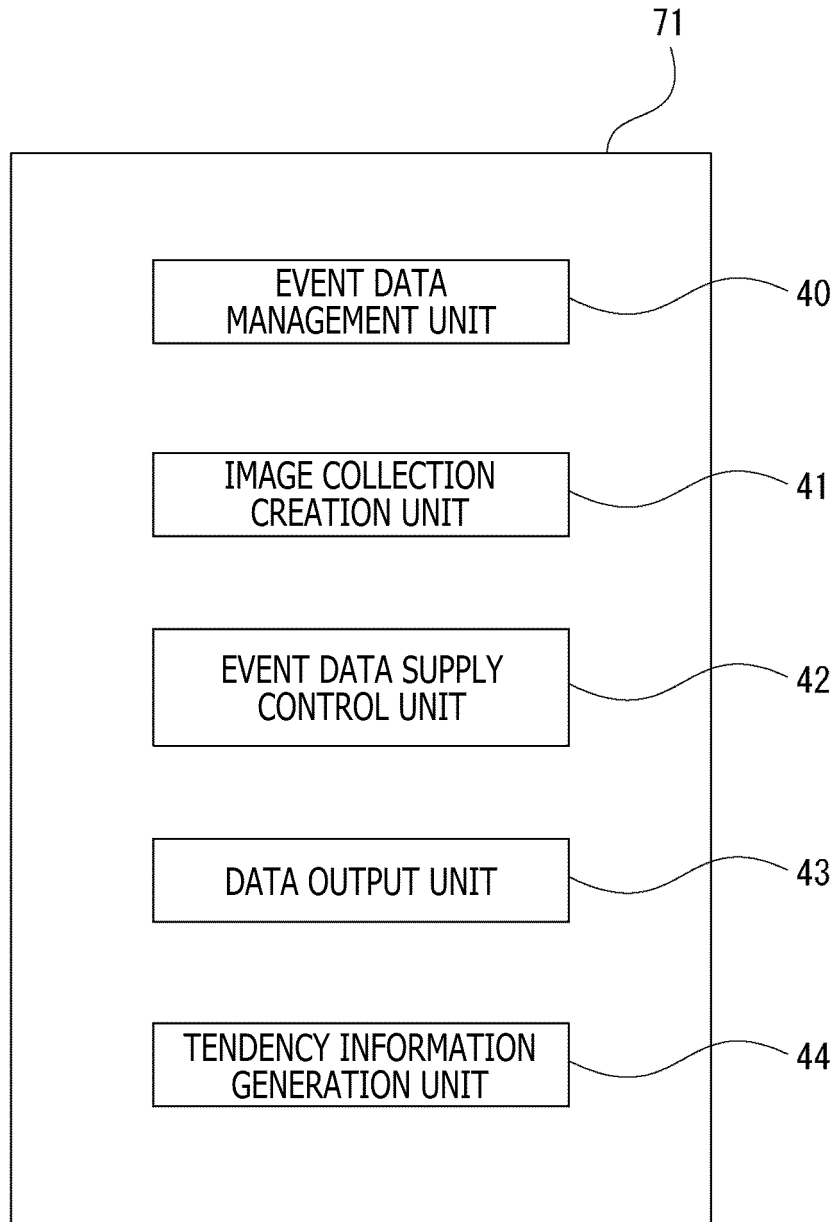 71
EVENT DATA
MANAGEMENT UNIT
40
IMAGE COLLECTION
CREATION UNIT
41
EVENT DATA SUPPLY
CONTROL UNIT
42
DATA OUTPUT UNIT
43
TENDENCY INFORMATION
GENERATION UNIT
44